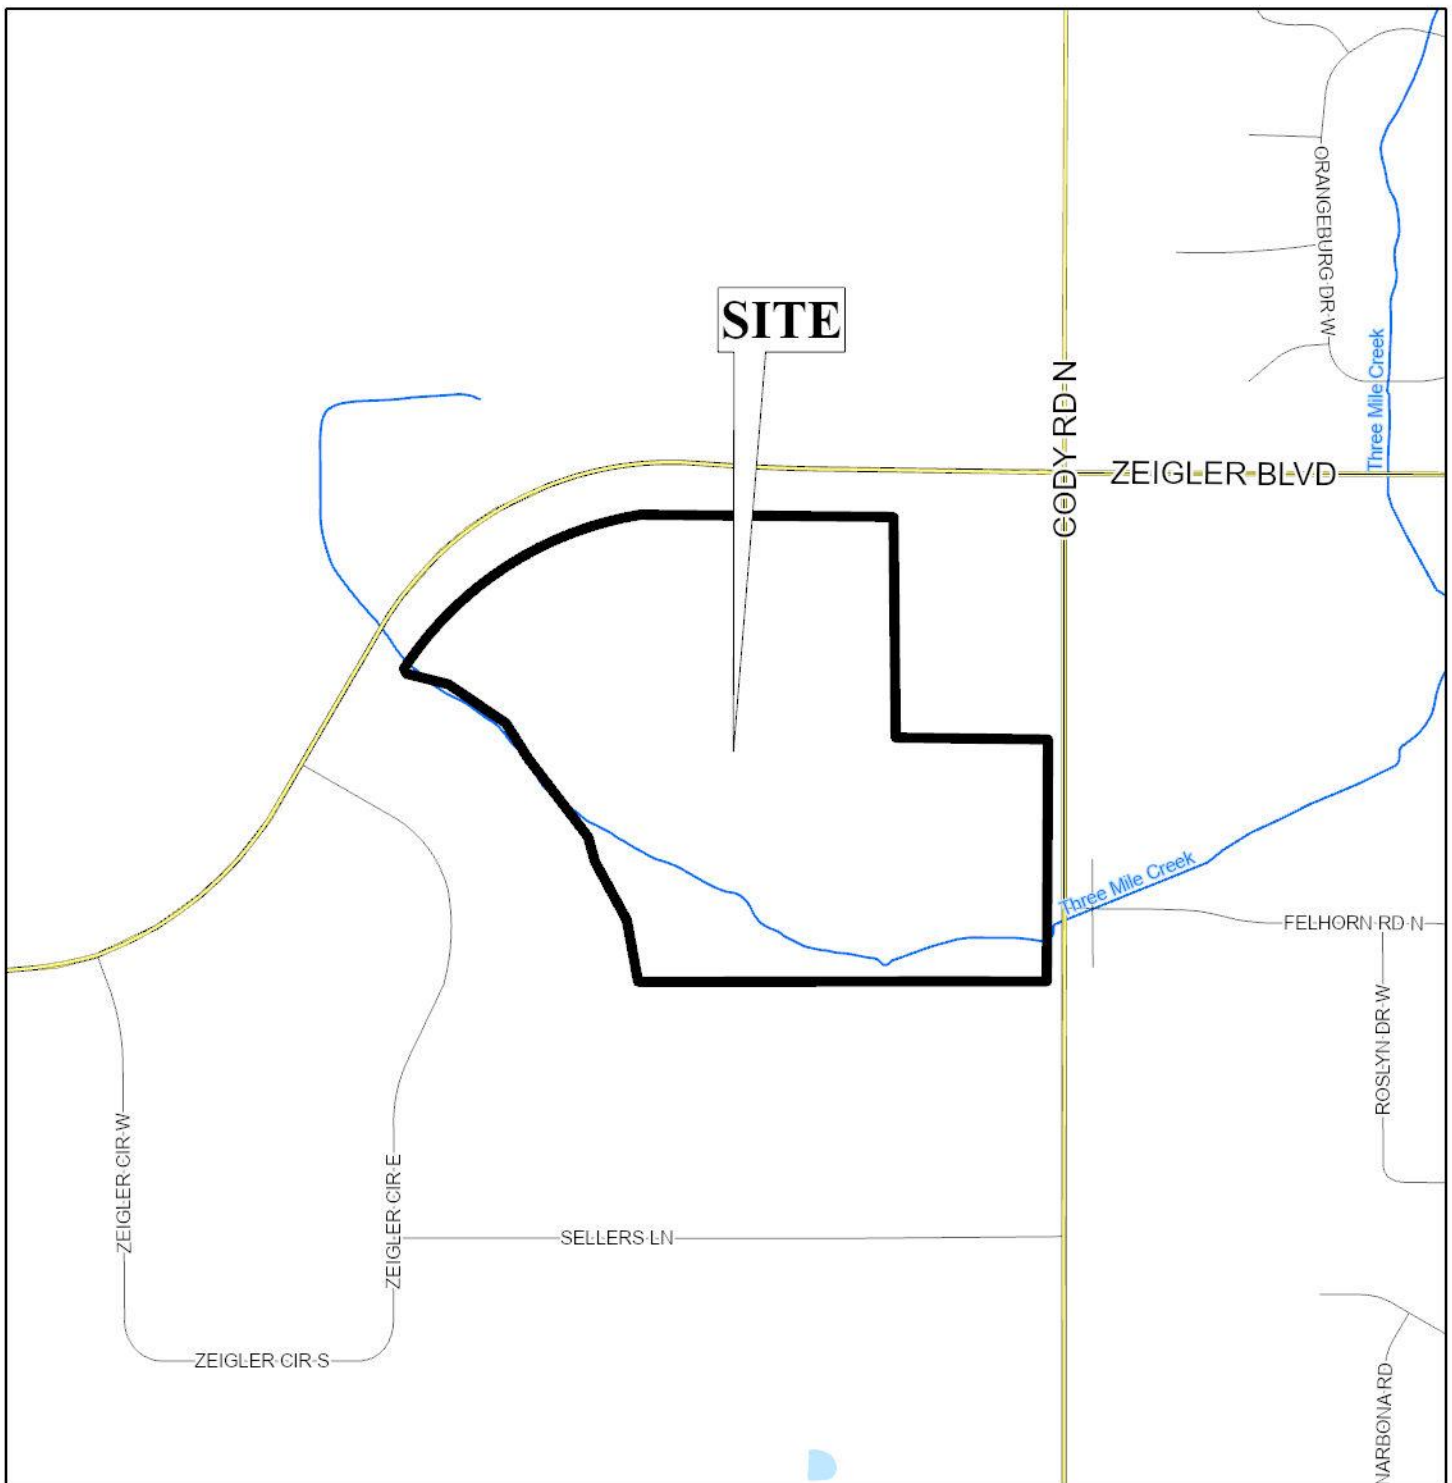 ORANGEBURG DR W
SITE
Three Mile Creek
CODY RD N
ZEIGLER BLVD
Three Mile Creek
FELHORN RD N
ROSLYN DR W
ZEIGLER CIR W
ZEIGLER CIR E
SELLERS LN
ZEIGLER CIR S
NARBONA RD